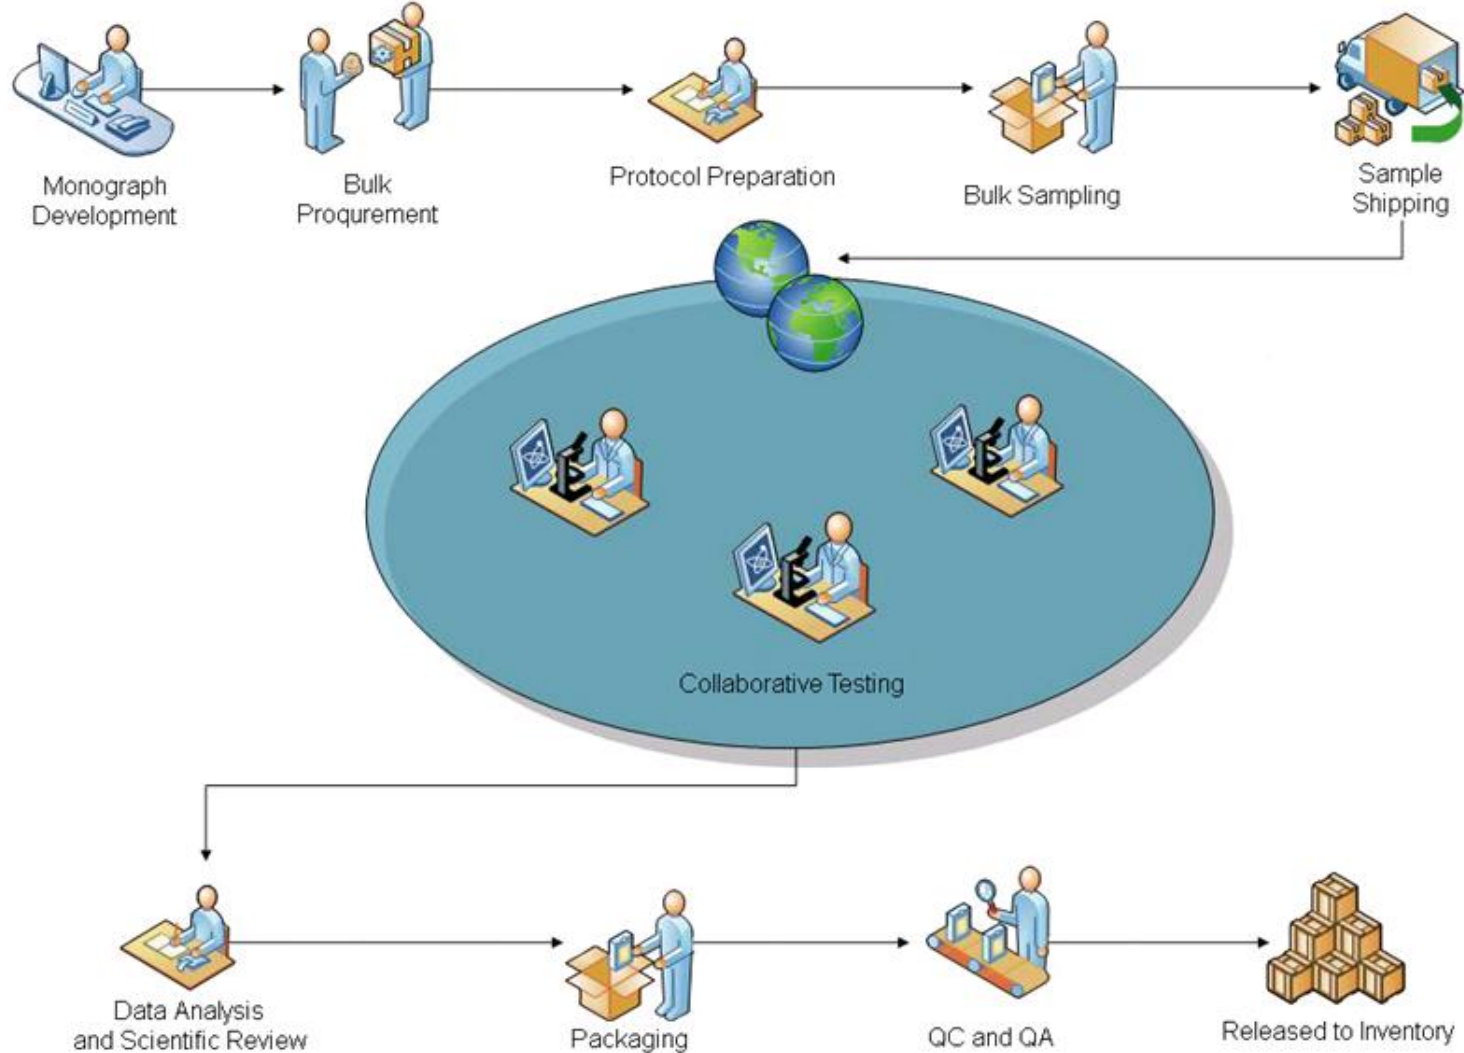 Monograph
Development
Bulk
Proqurement
Protocol Preparation
Bulk Sampling
Sample
Shipping
Collaborative Testing
Data Analysis
and Scientific Review
Packaging
QC and QA
Released to Inventory